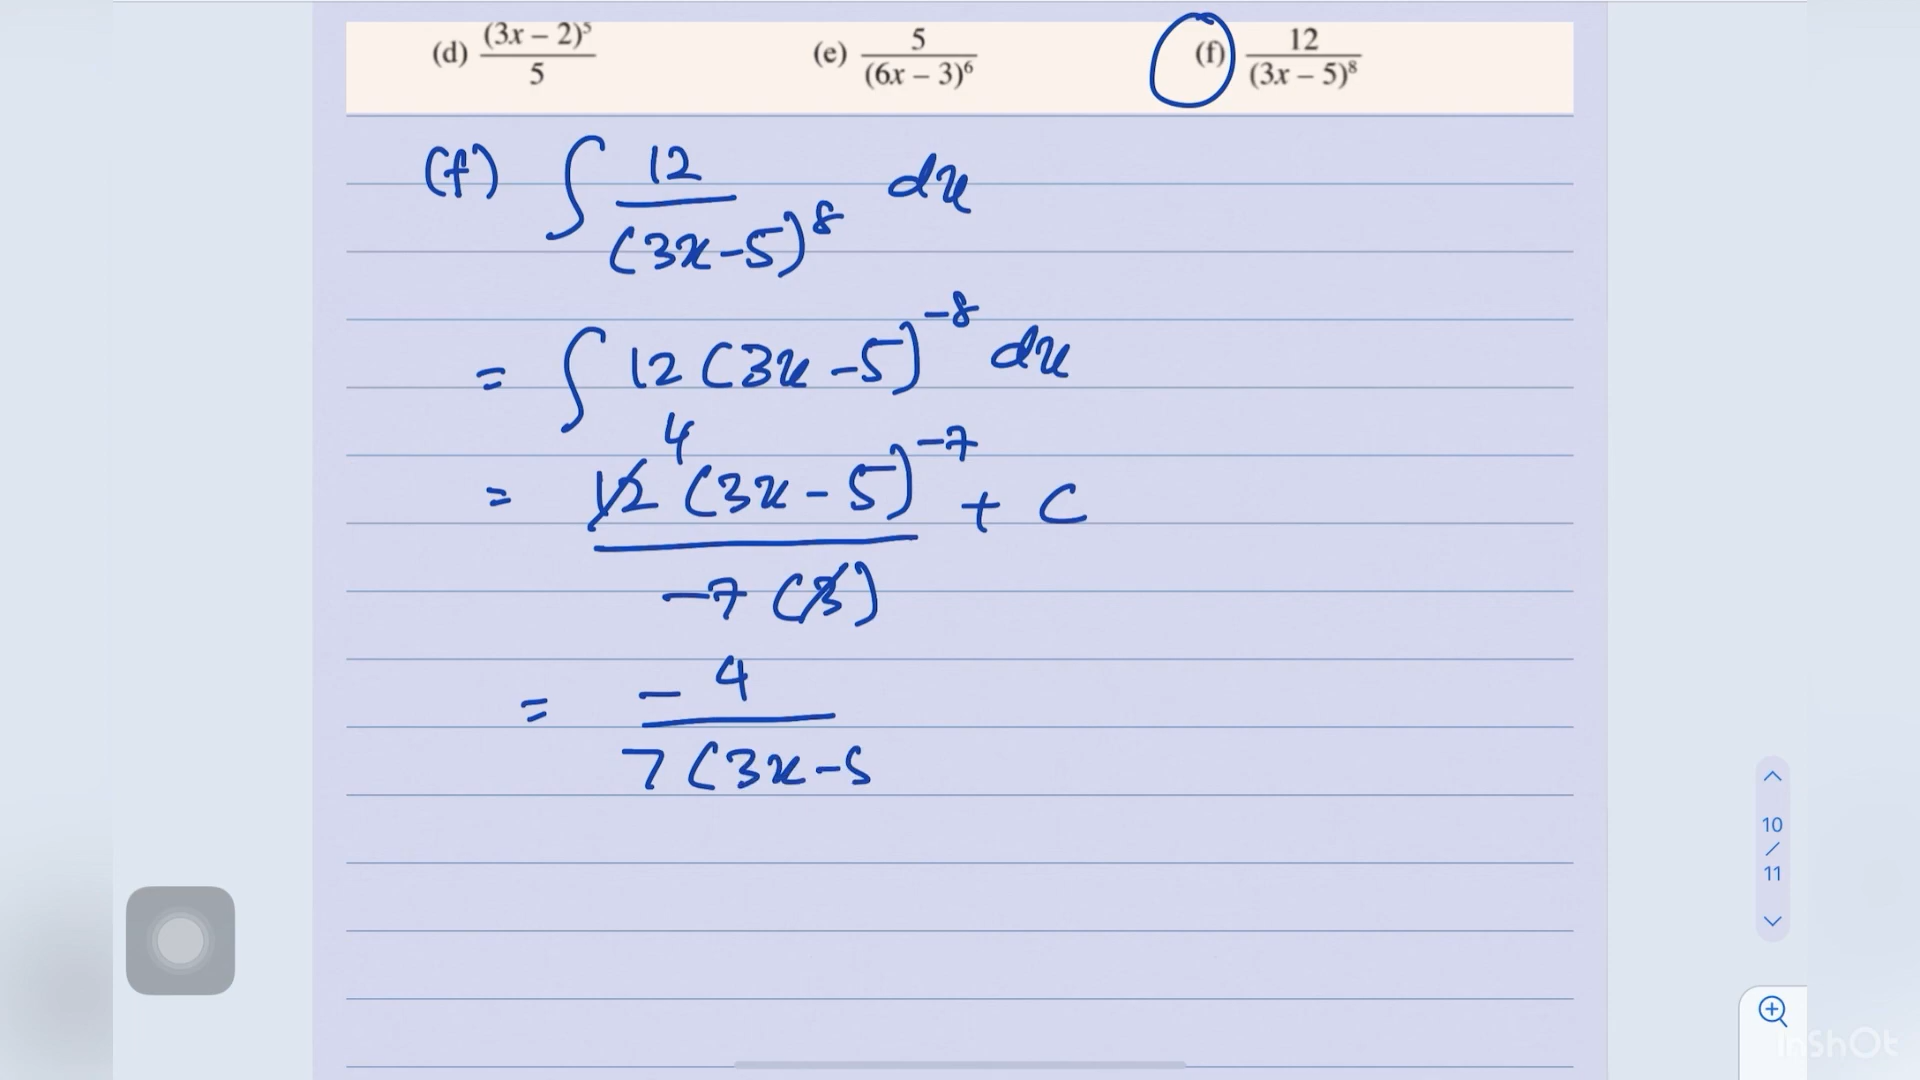 (d) (3x – 2)⁵ / 5 (e) 5 / (6x – 3)⁶ (f) 12 / (3x – 5)⁸
(f) ∫ 12 / (3x-5)⁸ dx
= ∫ 12 (3x-5)⁻⁸ dx
4
= 12 (3x-5)⁻⁷ / -7 (3) + C
= -4 / 7 (3x-5
10
/
11
InShOt